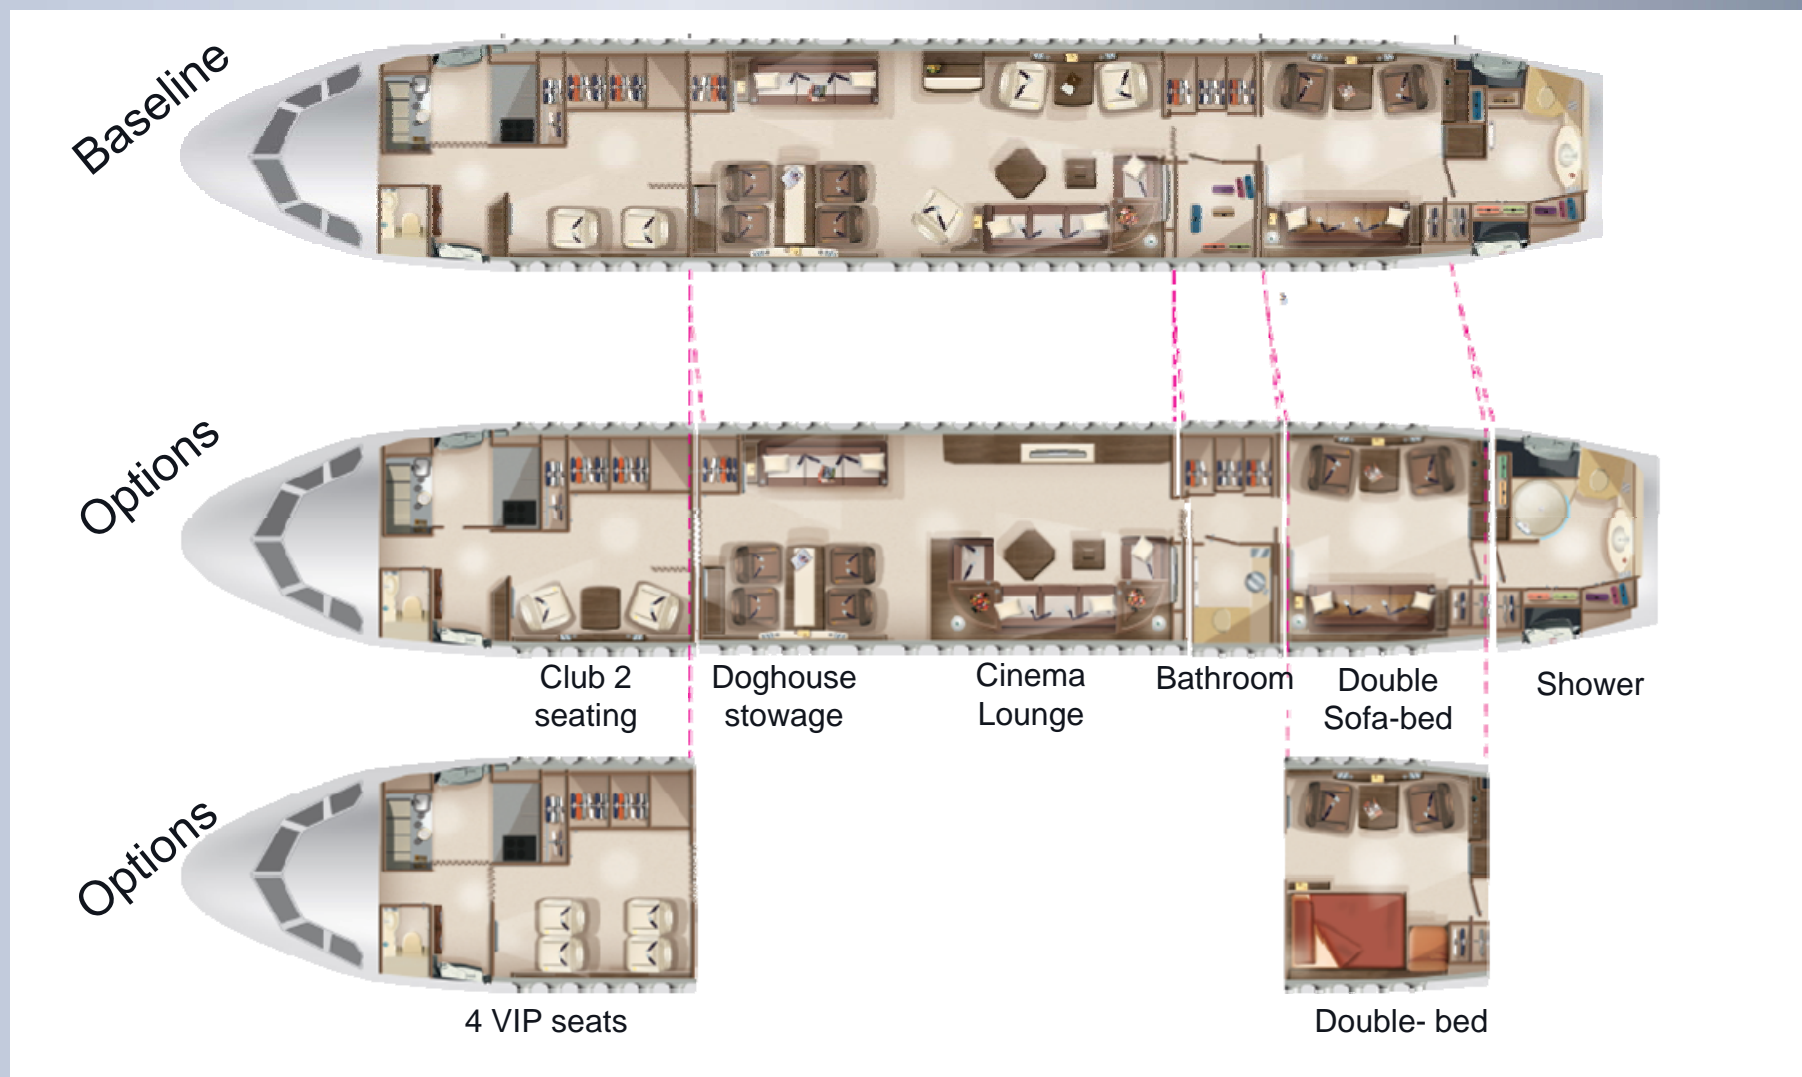 Baseline
Options
Club 2
seating
Doghouse
stowage
Cinema
Lounge
Bathroom
Double
Sofa-bed
Shower
Options
4 VIP seats
Double- bed